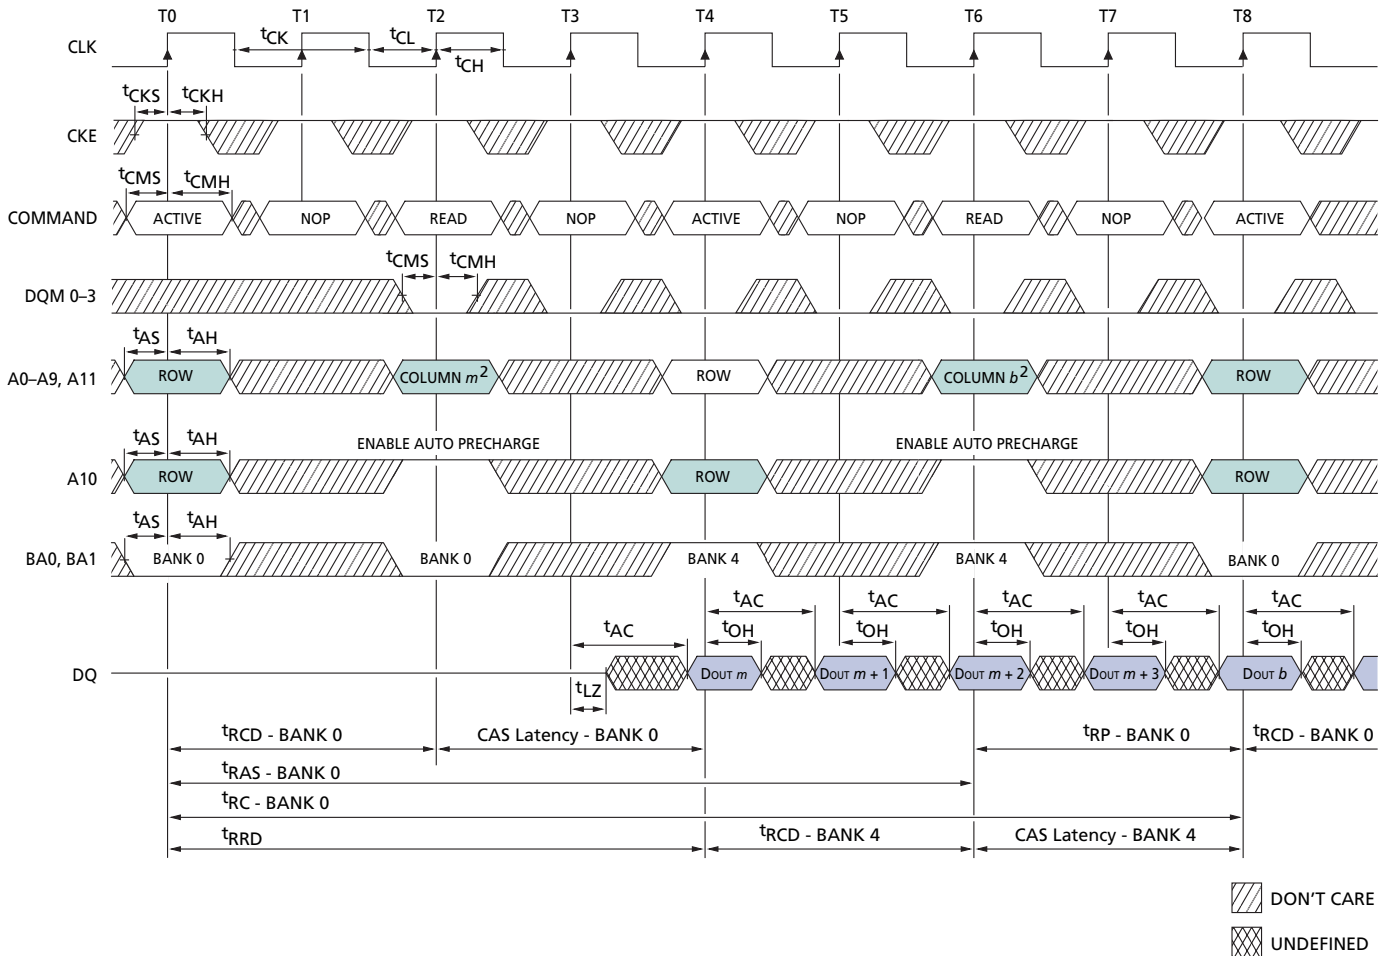 T0 T1 T2 T3 T4 T5 T6 T7 T8
CLK
tCK tCL
tCH
tCKS tCKH
CKE
tCMS tCMH
COMMAND ACTIVE NOP READ NOP ACTIVE NOP READ NOP ACTIVE
tCMS tCMH
DQM 0–3
tAS tAH
A0–A9, A11 ROW COLUMN m² ROW COLUMN b² ROW
tAS tAH ENABLE AUTO PRECHARGE ENABLE AUTO PRECHARGE
A10 ROW ROW ROW
tAS tAH
BA0, BA1 BANK 0 BANK 0 BANK 4 BANK 4 BANK 0
tAC tAC tAC tAC tAC
tAC tOH tOH tOH tOH tOH
DQ DOUT m DOUT m + 1 DOUT m + 2 DOUT m + 3 DOUT b
tLZ
tRCD - BANK 0 CAS Latency - BANK 0 tRP - BANK 0 tRCD - BANK 0
tRAS - BANK 0
tRC - BANK 0
tRRD tRCD - BANK 4 CAS Latency - BANK 4
DON'T CARE
UNDEFINED